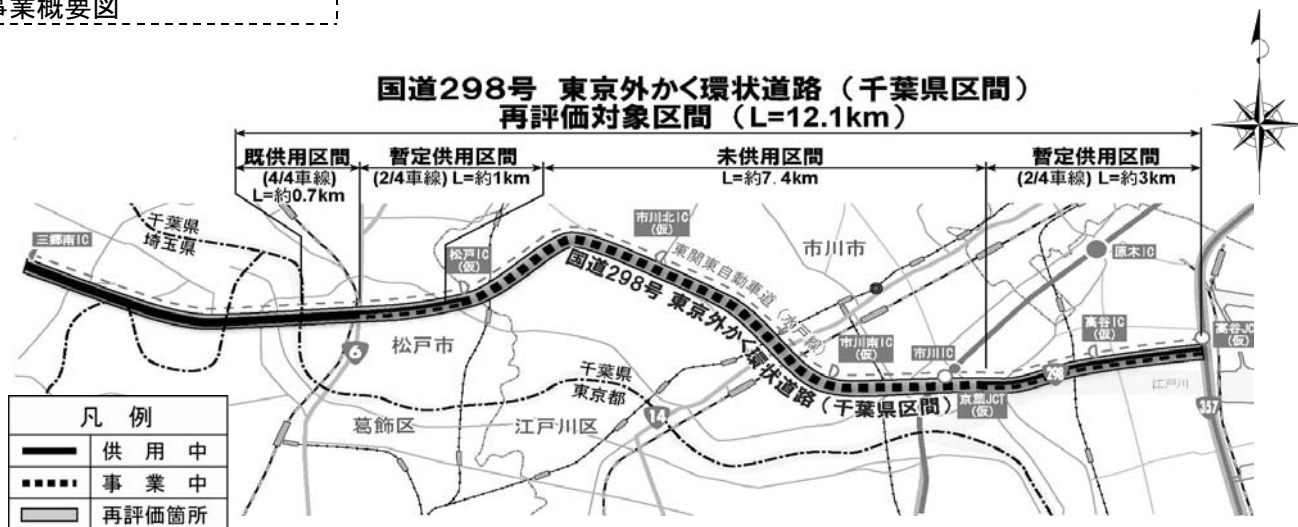 事業概要図
国道298号 東京外かく環状道路（千葉県区間）
再評価対象区間（L=12.1km）
既供用区間
(4/4車線)
L=約0.7km
暫定供用区間
(2/4車線) L=約1km
未供用区間
L=約7.4km
暫定供用区間
(2/4車線) L=約3km
千葉県
埼玉県
三郷南IC
松戸IC
(仮)
市川北IC
(仮)
東関東自動車道（水戸線）
市川市
原木IC
国道298号 東京外かく環状道路（千葉県区間）
6
松戸市
市川南IC
(仮)
市川IC
高谷IC
(仮)
高谷JC
(仮)
298
京葉JCT
(仮)
江戸川
357
千葉県
東京都
14
葛飾区
江戸川区
凡 例
供 用 中
事 業 中
再評価箇所